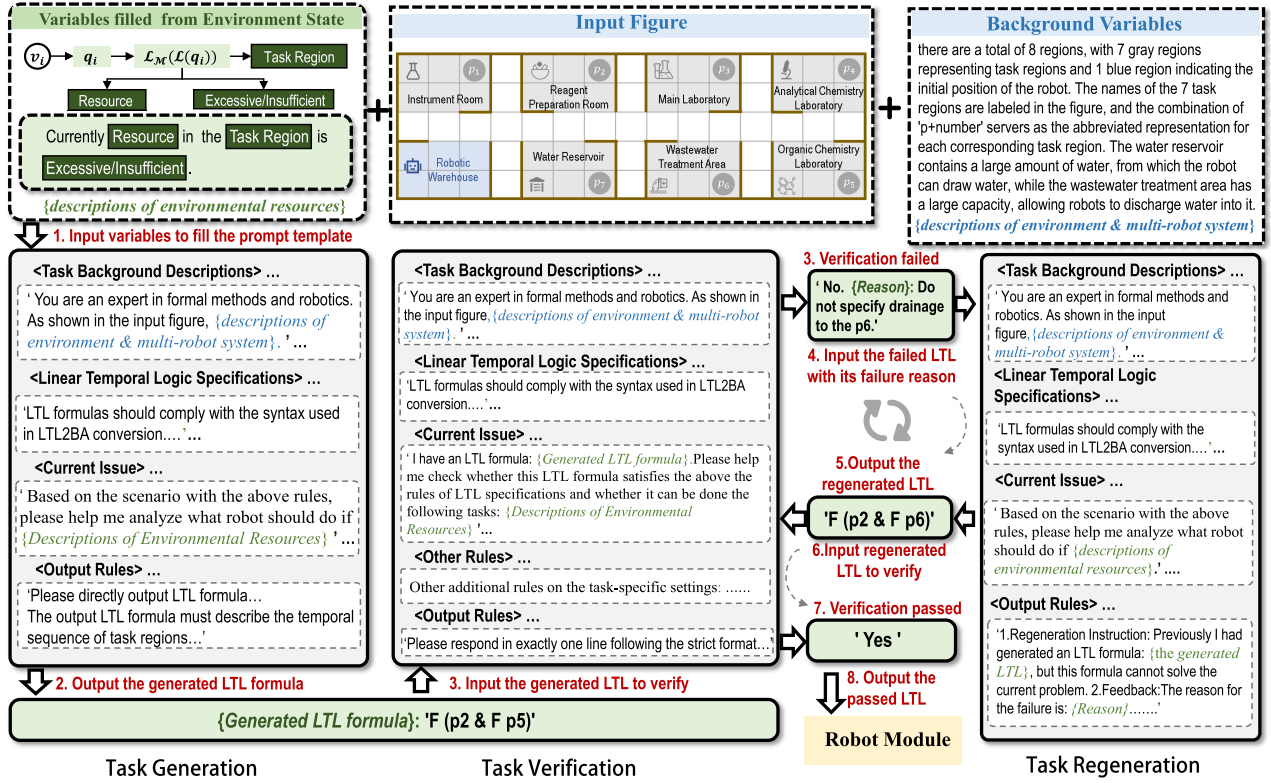 Variables filled from Environment State
v_i
q_i
ℒ_ℳ(ℒ(q_i))
Task Region
Resource
Excessive/Insufficient
Currently Resource in the Task Region is
Excessive/Insufficient.
{descriptions of environmental resources}
+
Input Figure
p1
Instrument Room
p2
Reagent
Preparation Room
p3
Main Laboratory
p4
Analytical Chemistry
Laboratory
Robotic
Warehouse
Water Reservoir
p7
Wastewater
Treatment Area
p6
Organic Chemistry
Laboratory
p5
+
Background Variables
there are a total of 8 regions, with 7 gray regions
representing task regions and 1 blue region indicating the
initial position of the robot. The names of the 7 task
regions are labeled in the figure, and the combination of
'p+number' servers as the abbreviated representation for
each corresponding task region. The water reservoir
contains a large amount of water, from which the robot
can draw water, while the wastewater treatment area has
a large capacity, allowing robots to discharge water into it.
{descriptions of environment & multi-robot system}
1. Input variables to fill the prompt template
<Task Background Descriptions> ...
' You are an expert in formal methods and robotics.
As shown in the input figure, {descriptions of
environment & multi-robot system}. ' ...
<Linear Temporal Logic Specifications> ...
'LTL formulas should comply with the syntax used
in LTL2BA conversion.…' ...
<Current Issue> ...
' Based on the scenario with the above rules,
please help me analyze what robot should do if
{Descriptions of Environmental Resources} ' ...
<Output Rules> ...
'Please directly output LTL formula…
The output LTL formula must describe the temporal
sequence of task regions…'
2. Output the generated LTL formula
<Task Background Descriptions> ...
' You are an expert in formal methods and robotics. As shown in
the input figure,{descriptions of environment & multi-robot
system}. ' ...
<Linear Temporal Logic Specifications> ...
'LTL formulas should comply with the syntax used in LTL2BA
conversion.…' ...
<Current Issue> ...
' I have an LTL formula: {Generated LTL formula}.Please help
me check whether this LTL formula satisfies the above the
rules of LTL specifications and whether it can be done the
following tasks: {Descriptions of Environmental
Resources} '...
<Other Rules> ...
Other additional rules on the task-specific settings: ……
<Output Rules> ...
'Please respond in exactly one line following the strict format…'
3. Input the generated LTL to verify
{Generated LTL formula}: 'F (p2 & F p5)'
3. Verification failed
' No. {Reason}: Do
not specify drainage
to the p6.'
4. Input the failed LTL
with its failure reason
5.Output the
regenerated LTL
'F (p2 & F p6)'
6.Input regenerated
LTL to verify
7. Verification passed
' Yes '
8. Output the
passed LTL
Robot Module
<Task Background Descriptions> ...
' You are an expert in formal methods and
robotics. As shown in the input
figure,{descriptions of environment &
multi-robot system}. ' ...
<Linear Temporal Logic
Specifications> ...
'LTL formulas should comply with the
syntax used in LTL2BA conversion.…' ...
<Current Issue> ...
' Based on the scenario with the above
rules, please help me analyze what robot
should do if {descriptions of
environmental resources}.' ....
<Output Rules> ...
'1.Regeneration Instruction: Previously I had
generated an LTL formula: {the generated
LTL}, but this formula cannot solve the
current problem. 2.Feedback:The reason for
the failure is: {Reason}…….'
Task Generation
Task Verification
Task Regeneration